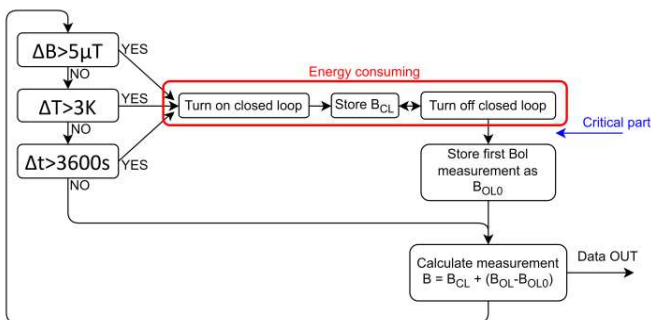 ΔB>5μT
YES
NO
Energy consuming
ΔT>3K
YES
Turn on closed loop
Store B_CL
Turn off closed loop
NO
Critical part
Δt>3600s
YES
NO
Store first Bol
measurement as
B_OL0
Calculate measurement
B = B_CL + (B_OL-B_OL0)
Data OUT